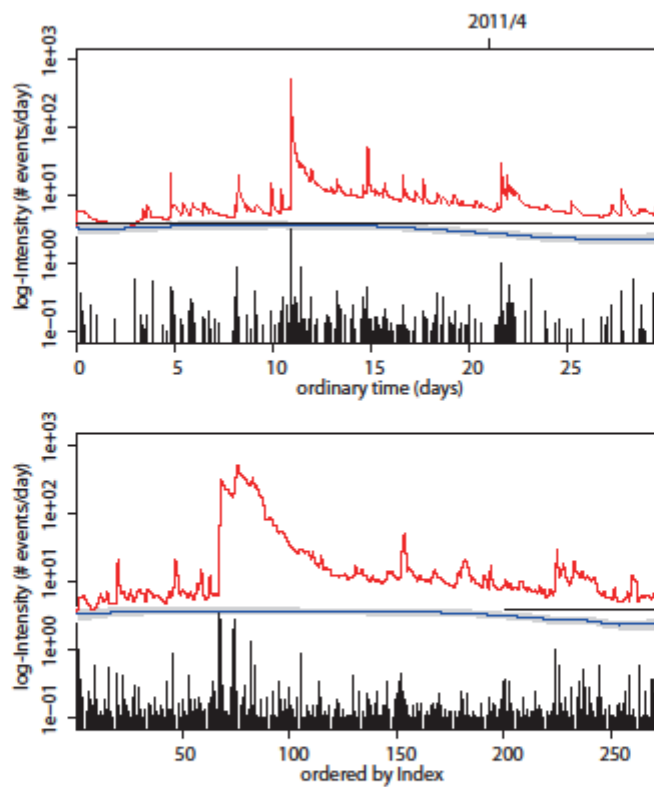 2011/4
log-Intensity (# events/day)
1e+03
1e+02
1e+01
1e+00
1e−01
0 5 10 15 20 25
ordinary time (days)
log-Intensity (# events/day)
1e+03
1e+02
1e+01
1e+00
1e−01
50 100 150 200 250
ordered by Index